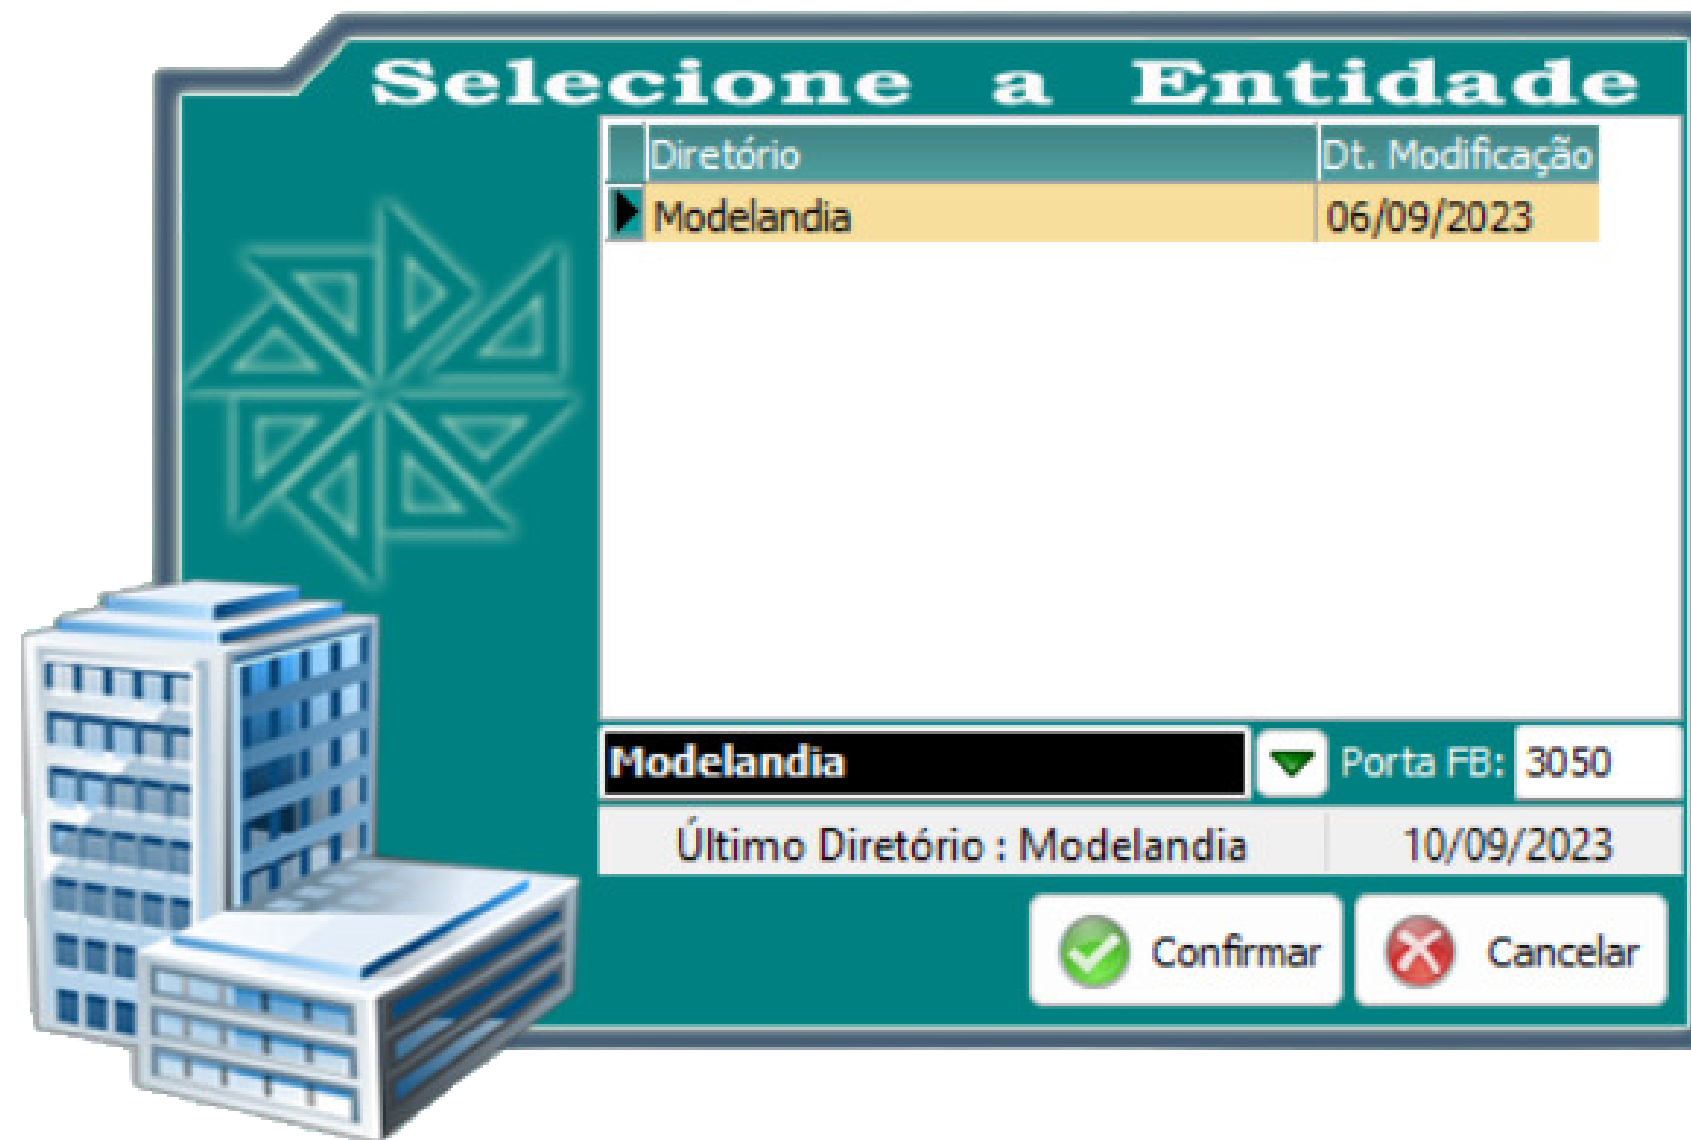 Selecione a Entidade
Diretório Dt. Modificação
Modelandia 06/09/2023
Modelandia Porta FB: 3050
Último Diretório : Modelandia 10/09/2023
Confirmar Cancelar